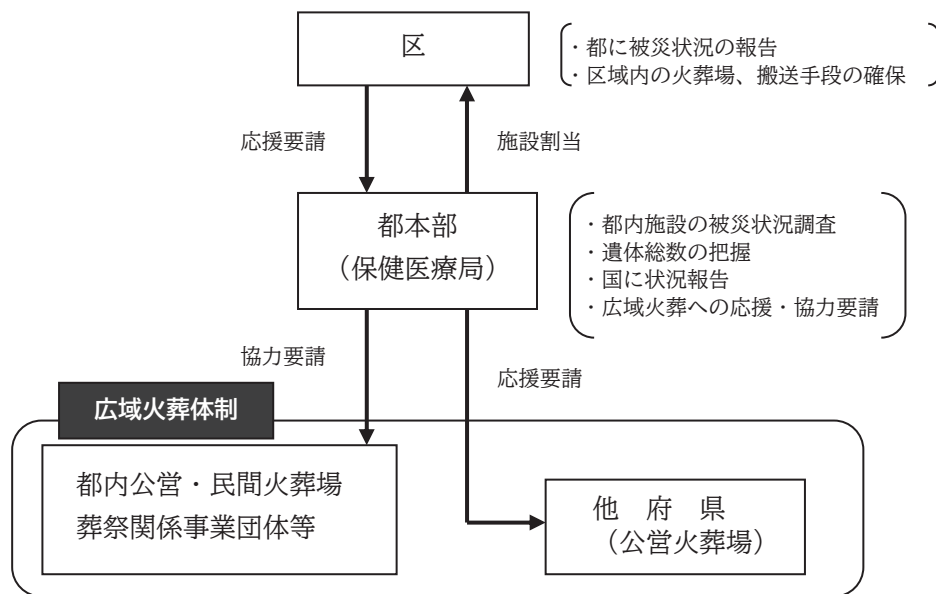 区
・都に被災状況の報告
・区域内の火葬場、搬送手段の確保
応援要請
施設割当
都本部
（保健医療局）
・都内施設の被災状況調査
・遺体総数の把握
・国に状況報告
・広域火葬への応援・協力要請
協力要請
応援要請
広域火葬体制
都内公営・民間火葬場
葬祭関係事業団体等
他　府　県
（公営火葬場）